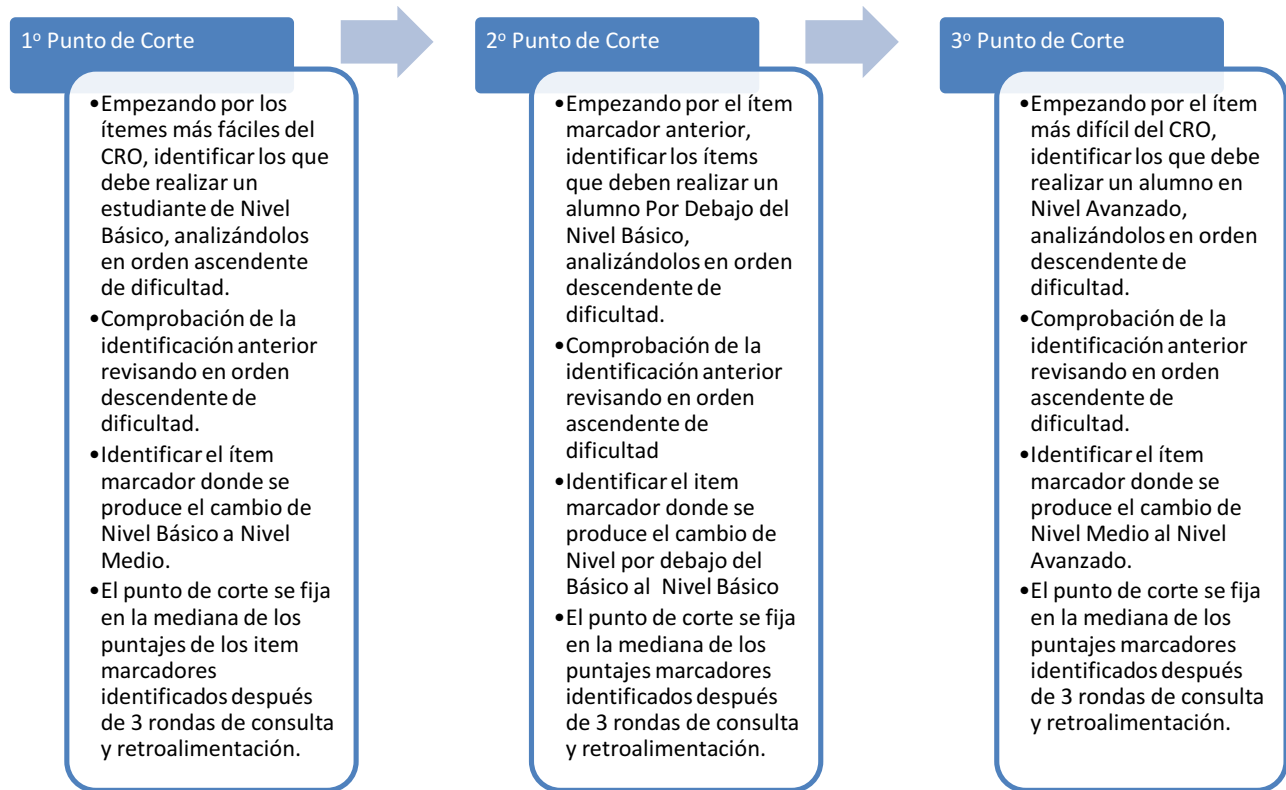 1º Punto de Corte
•Empezando por los
ítemes más fáciles del
CRO, identificar los que
debe realizar un
estudiante de Nivel
Básico, analizándolos
en orden ascendente
de dificultad.
•Comprobación de la
identificación anterior
revisando en orden
descendente de
dificultad.
•Identificar el ítem
marcador donde se
produce el cambio de
Nivel Básico a Nivel
Medio.
•El punto de corte se fija
en la mediana de los
puntajes de los item
marcadores
identificados después
de 3 rondas de consulta
y retroalimentación.
2º Punto de Corte
•Empezando por el ítem
marcador anterior,
identificar los ítems
que deben realizar un
alumno Por Debajo del
Nivel Básico,
analizándolos en orden
descendente de
dificultad.
•Comprobación de la
identificación anterior
revisando en orden
ascendente de
dificultad
•Identificar el item
marcador donde se
produce el cambio de
Nivel por debajo del
Básico al Nivel Básico
•El punto de corte se fija
en la mediana de los
puntajes marcadores
identificados después
de 3 rondas de consulta
y retroalimentación.
3º Punto de Corte
•Empezando por el ítem
más difícil del CRO,
identificar los que debe
realizar un alumno en
Nivel Avanzado,
analizándolos en orden
descendente de
dificultad.
•Comprobación de la
identificación anterior
revisando en orden
ascendente de
dificultad.
•Identificar el ítem
marcador donde se
produce el cambio de
Nivel Medio al Nivel
Avanzado.
•El punto de corte se fija
en la mediana de los
puntajes marcadores
identificados después
de 3 rondas de consulta
y retroalimentación.